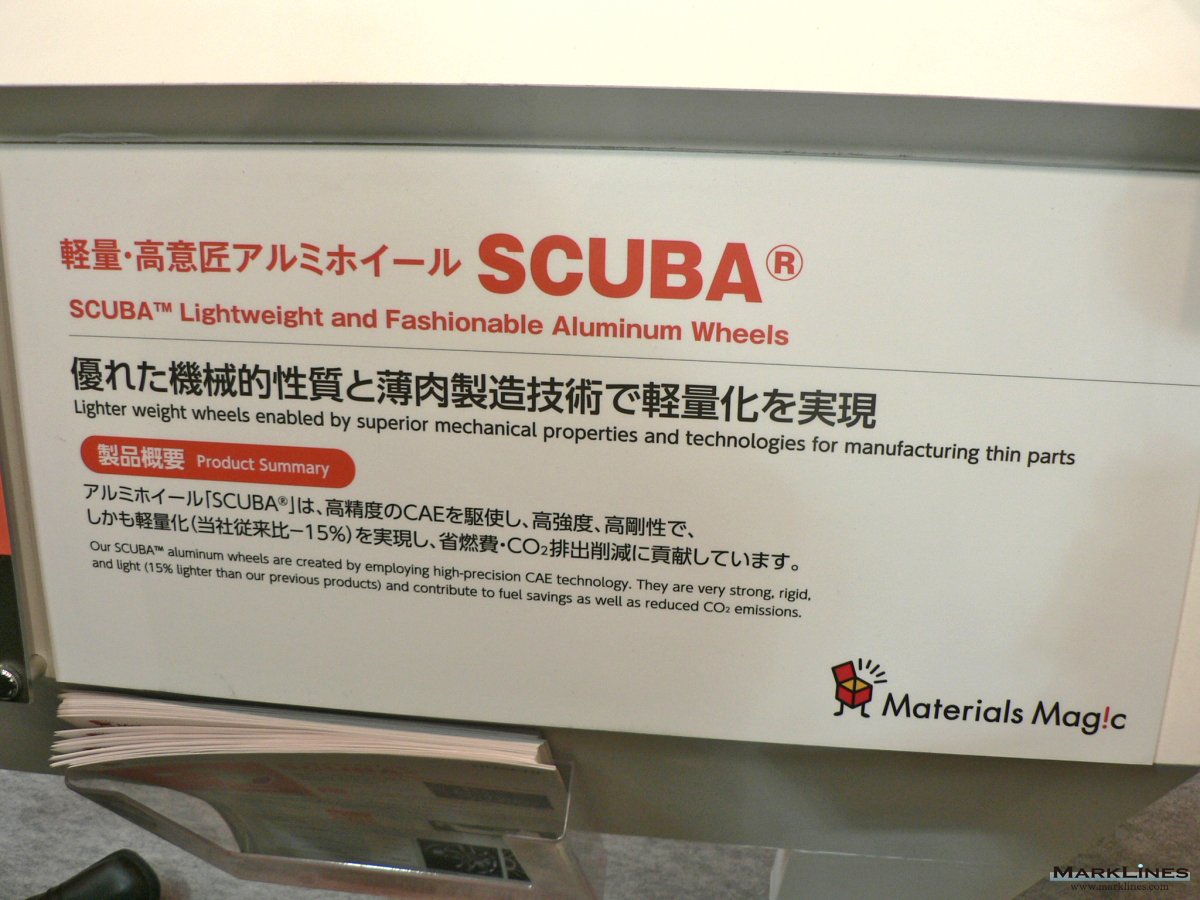 軽量・高意匠アルミホイール SCUBA®
SCUBA™ Lightweight and Fashionable Aluminum Wheels
優れた機械的性質と薄肉製造技術で軽量化を実現
Lighter weight wheels enabled by superior mechanical properties and technologies for manufacturing thin parts
製品概要 Product Summary
アルミホイール「SCUBA®」は、高精度のCAEを駆使し、高強度、高剛性で、
しかも軽量化(当社従来比−15%)を実現し、省燃費・CO₂排出削減に貢献しています。
Our SCUBA™ aluminum wheels are created by employing high-precision CAE technology. They are very strong, rigid,
and light (15% lighter than our previous products) and contribute to fuel savings as well as reduced CO₂ emissions.
Materials Mag!c
MARKLINES
www.marklines.com